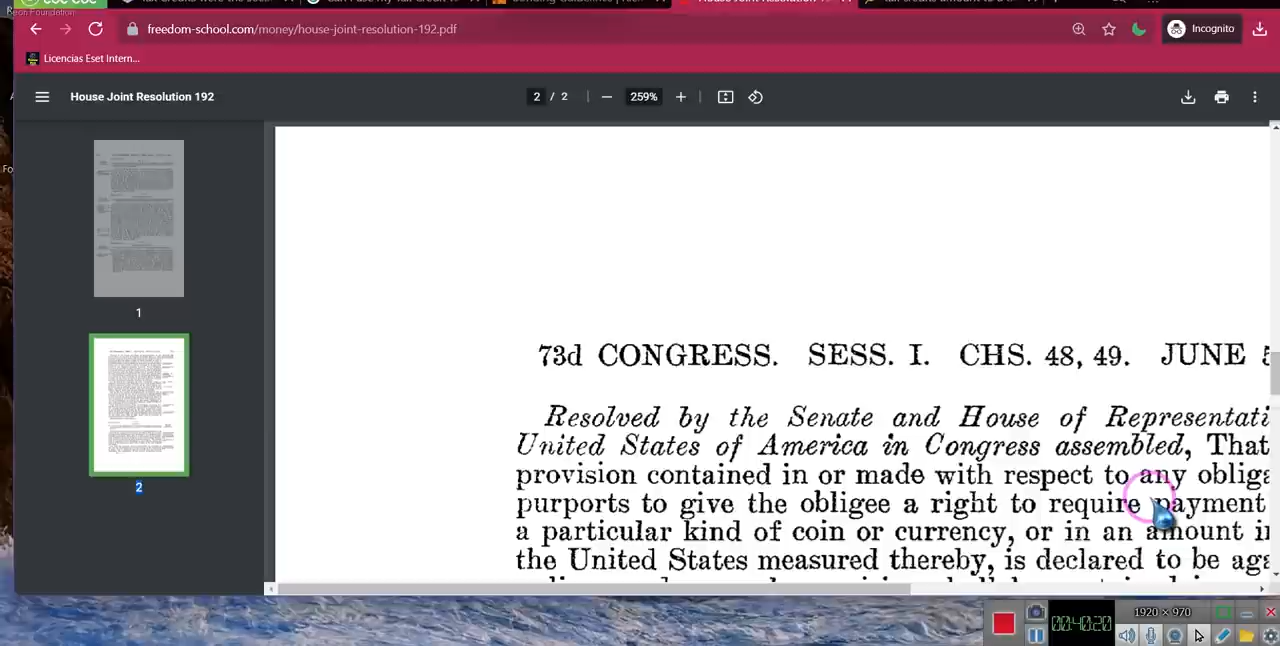 freedom-school.com/money/house-joint-resolution-192.pdf
Incognito
Licencias Eset Intern...
House Joint Resolution 192
2 / 2
259%
1
2
73d CONGRESS. SESS. I. CHS. 48, 49. JUNE
Resolved by the Senate and House of Representati
United States of America in Congress assembled, That
provision contained in or made with respect to any obliga
purports to give the obligee a right to require payment
a particular kind of coin or currency, or in an amount i
the United States measured thereby, is declared to be aga
1920 × 970
00:40:20